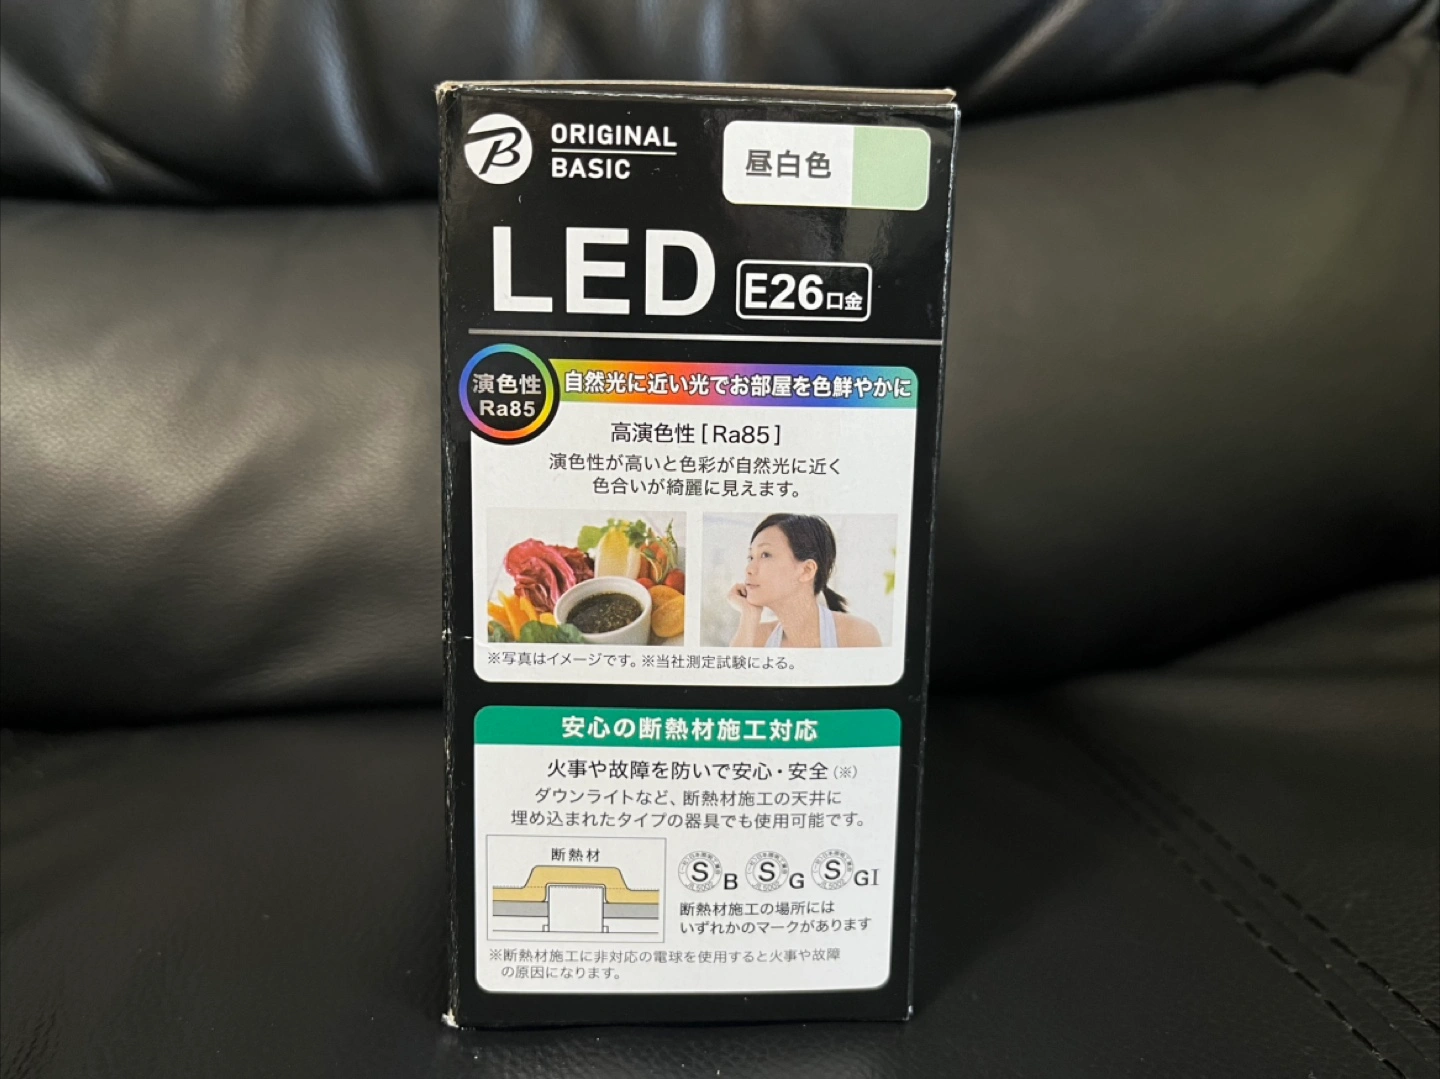 B
ORIGINAL
BASIC
昼白色
LED
E26口金
演色性
Ra85
自然光に近い光でお部屋を色鮮やかに
高演色性[Ra85]
演色性が高いと色彩が自然光に近く
色合いが綺麗に見えます。
※写真はイメージです。※当社測定試験による。
安心の断熱材施工対応
火事や故障を防いで安心・安全(※)
ダウンライトなど、断熱材施工の天井に
埋め込まれたタイプの器具でも使用可能です。
断熱材
S B S G S GI
断熱材施工の場所には
いずれかのマークがあります
※断熱材施工に非対応の電球を使用すると火事や故障
の原因になります。